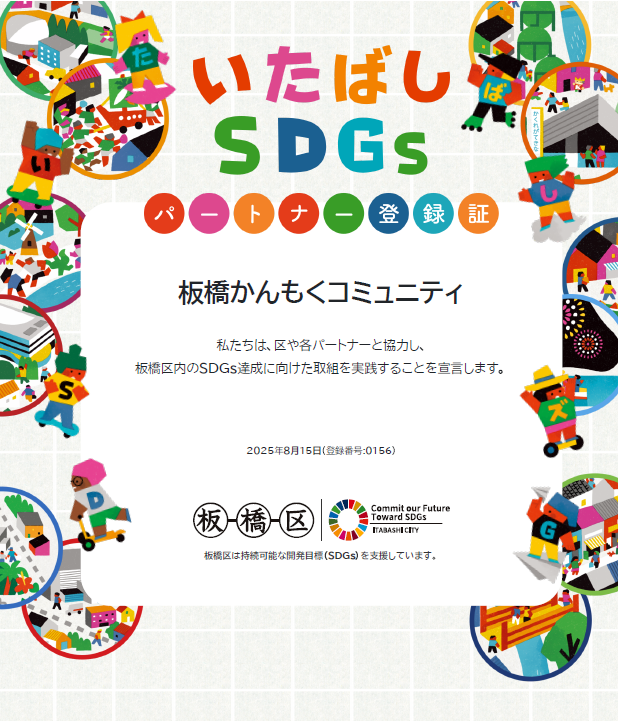 いたばし
SDGs
パートナー登録証
板橋かんもくコミュニティ
私たちは、区や各パートナーと協力し、
板橋区内のSDGs達成に向けた取組を実践することを宣言します。
2025年8月15日(登録番号:0156)
板-橋-区
Commit our Future
Toward SDGs
ITABASHI CITY
板橋区は持続可能な開発目標(SDGs)を支援しています。
た
い
ば
し
S
ズ
D
G